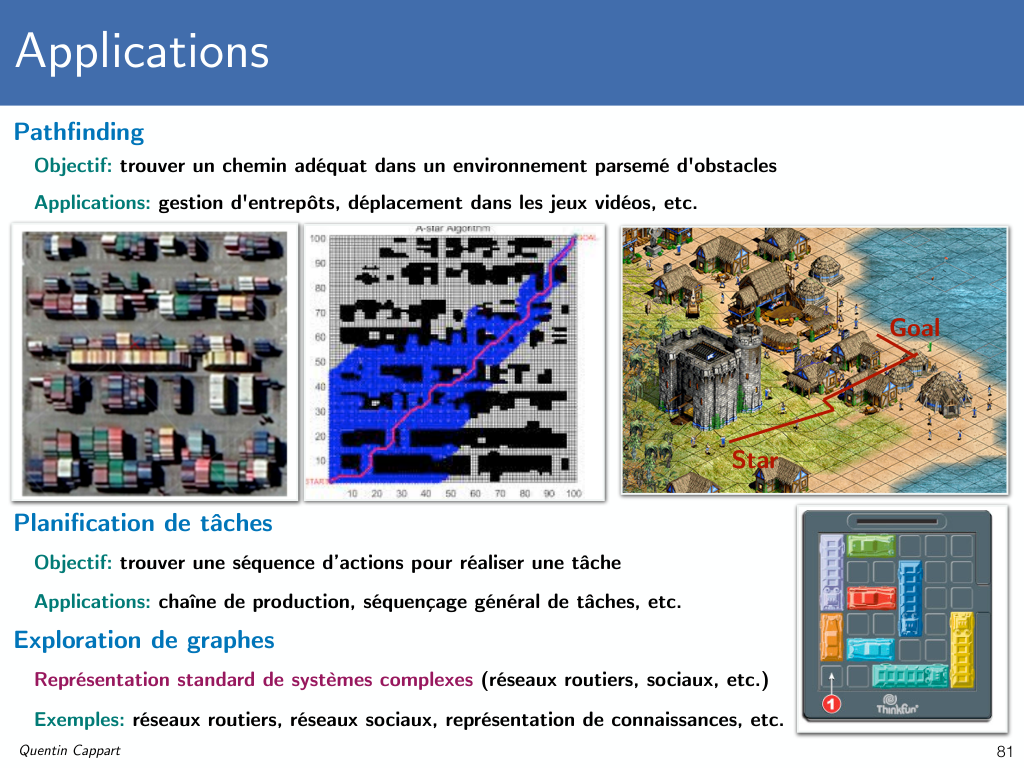 Applications
Pathfinding
Objectif: trouver un chemin adéquat dans un environnement parsemé d'obstacles
Applications: gestion d'entrepôts, déplacement dans les jeux vidéos, etc.
A-star Algorithm
GOAL
100
90
80
70
60
50
40
30
20
10
START
10 20 30 40 50 60 70 80 90 100
Goal
Star
Planification de tâches
Objectif: trouver une séquence d'actions pour réaliser une tâche
Applications: chaîne de production, séquençage général de tâches, etc.
Exploration de graphes
Représentation standard de systèmes complexes (réseaux routiers, sociaux, etc.)
Exemples: réseaux routiers, réseaux sociaux, représentation de connaissances, etc.
1
Thinkfun
Quentin Cappart
81